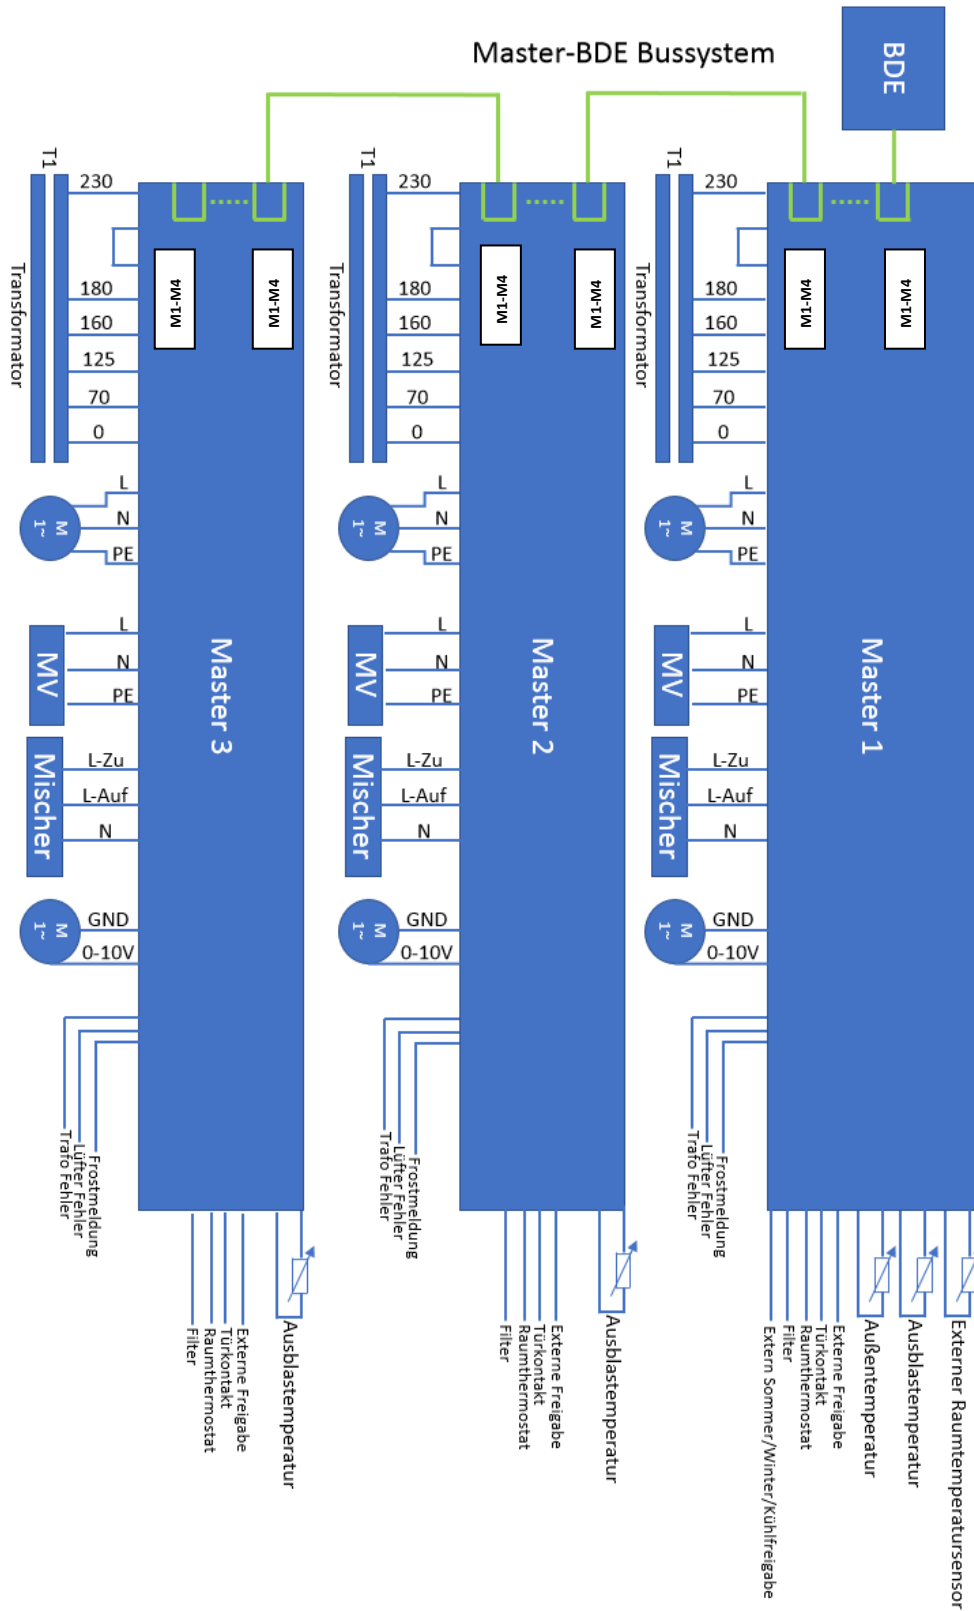 Master-BDE Bussystem
BDE
T1
230
180
160
125
70
0
Transformator
M1-M4
M1-M4
L
N
PE
M
1~
L
N
PE
MV
Master 3
L-Zu
L-Auf
N
Mischer
GND
0-10V
M
1~
Frostmeldung
Lüfter Fehler
Trafo Fehler
Ausblastemperatur
Externe Freigabe
Türkontakt
Raumthermostat
Filter
T1
230
180
160
125
70
0
Transformator
M1-M4
M1-M4
L
N
PE
M
1~
L
N
PE
MV
Master 2
L-Zu
L-Auf
N
Mischer
GND
0-10V
M
1~
Frostmeldung
Lüfter Fehler
Trafo Fehler
Ausblastemperatur
Externe Freigabe
Türkontakt
Raumthermostat
Filter
T1
230
180
160
125
70
0
Transformator
M1-M4
M1-M4
L
N
PE
M
1~
L
N
PE
MV
Master 1
L-Zu
L-Auf
N
Mischer
GND
0-10V
M
1~
Frostmeldung
Lüfter Fehler
Trafo Fehler
Externer Raumtemperatursensor
Ausblastemperatur
Außentemperatur
Externe Freigabe
Türkontakt
Raumthermostat
Filter
Extern Sommer/Winter/Kühlfreigabe